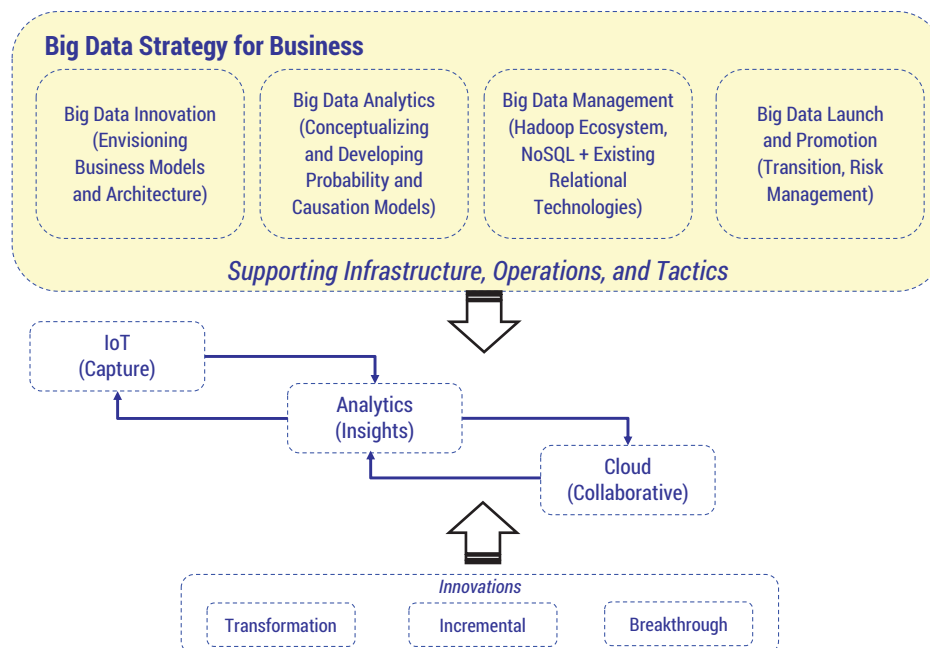 Big Data Strategy for Business
Big Data Innovation
(Envisioning
Business Models
and Architecture)
Big Data Analytics
(Conceptualizing
and Developing
Probability and
Causation Models)
Big Data Management
(Hadoop Ecosystem,
NoSQL + Existing
Relational
Technologies)
Big Data Launch
and Promotion
(Transition, Risk
Management)
Supporting Infrastructure, Operations, and Tactics
IoT
(Capture)
Analytics
(Insights)
Cloud
(Collaborative)
Innovations
Transformation
Incremental
Breakthrough